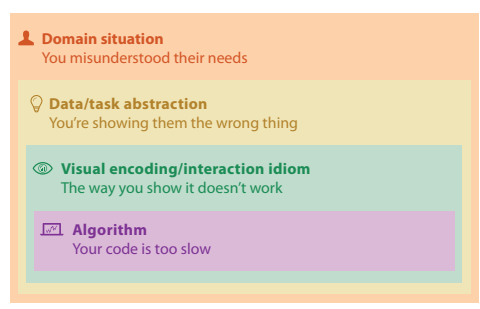 Domain situation
You misunderstood their needs
Data/task abstraction
You're showing them the wrong thing
Visual encoding/interaction idiom
The way you show it doesn't work
Algorithm
Your code is too slow